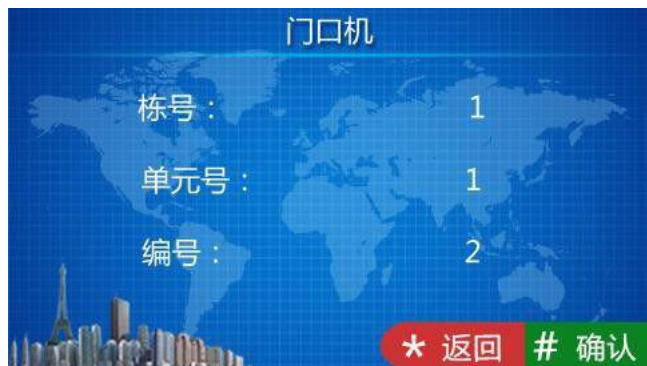 门口机
栋号： 1
单元号： 1
编号： 2
* 返回 # 确认